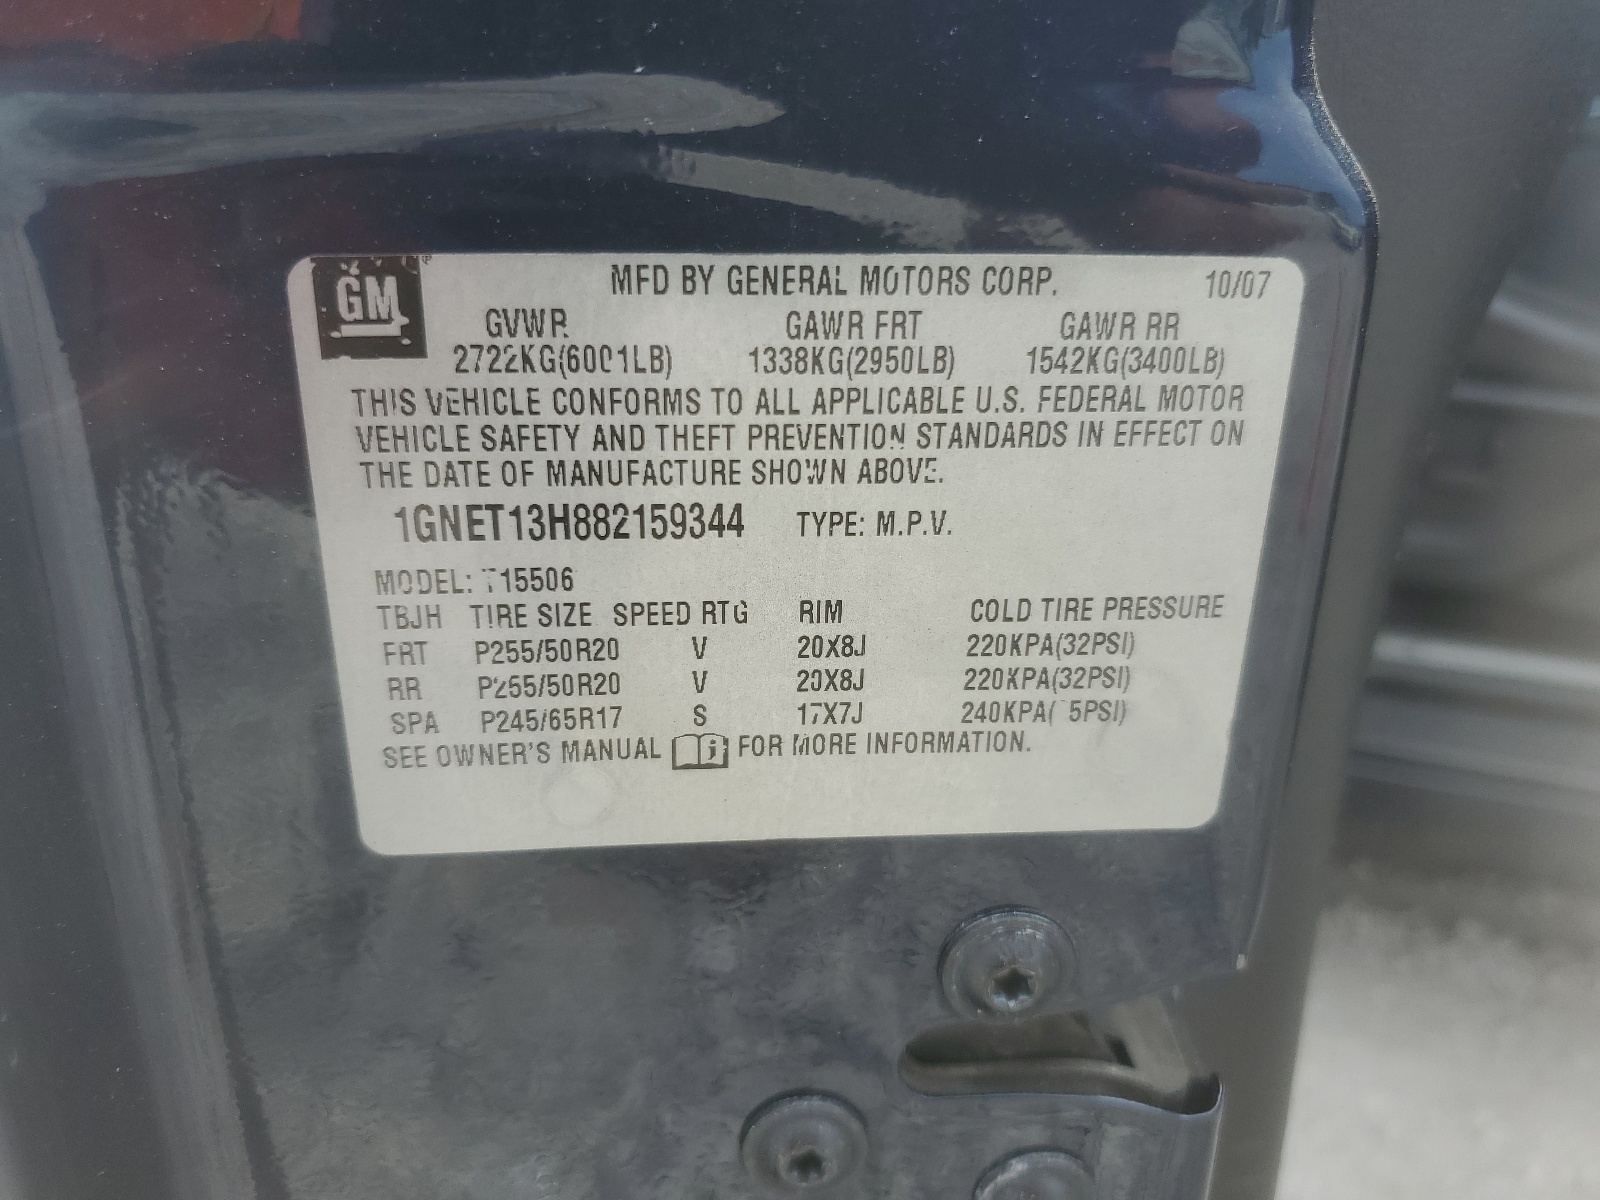 GM
MFD BY GENERAL MOTORS CORP. 10/07
GVWR GAWR FRT GAWR RR
2722KG(6001LB) 1338KG(2950LB) 1542KG(3400LB)
THIS VEHICLE CONFORMS TO ALL APPLICABLE U.S. FEDERAL MOTOR
VEHICLE SAFETY AND THEFT PREVENTION STANDARDS IN EFFECT ON
THE DATE OF MANUFACTURE SHOWN ABOVE.
1GNET13H882159344 TYPE: M.P.V.
MODEL: T15506
TBJH TIRE SIZE SPEED RTG RIM COLD TIRE PRESSURE
FRT P255/50R20 V 20X8J 220KPA(32PSI)
RR P255/50R20 V 20X8J 220KPA(32PSI)
SPA P245/65R17 S 17X7J 240KPA( 5PSI)
SEE OWNER'S MANUAL i FOR MORE INFORMATION.